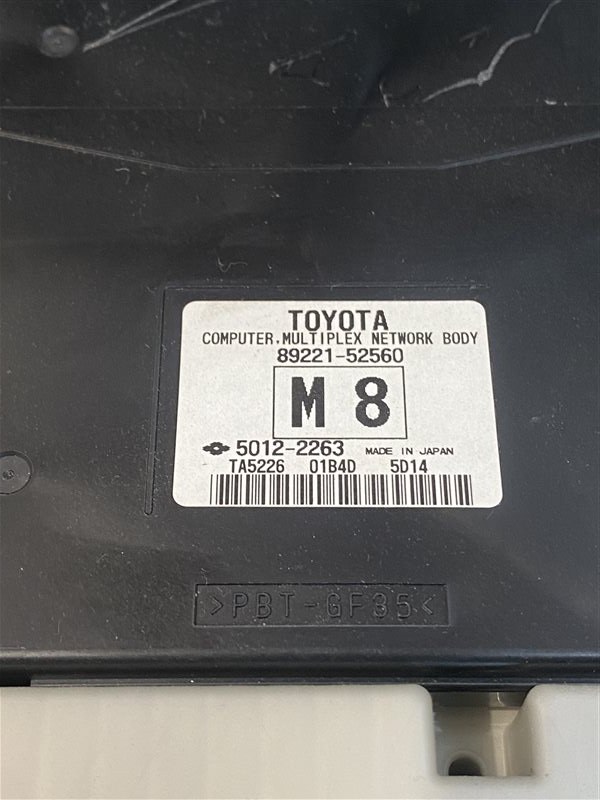 TOYOTA
COMPUTER,MULTIPLEX NETWORK BODY
89221-52560
M 8
5012-2263 MADE IN JAPAN
TA5226 01B4D 5D14
>PBT-GF35<